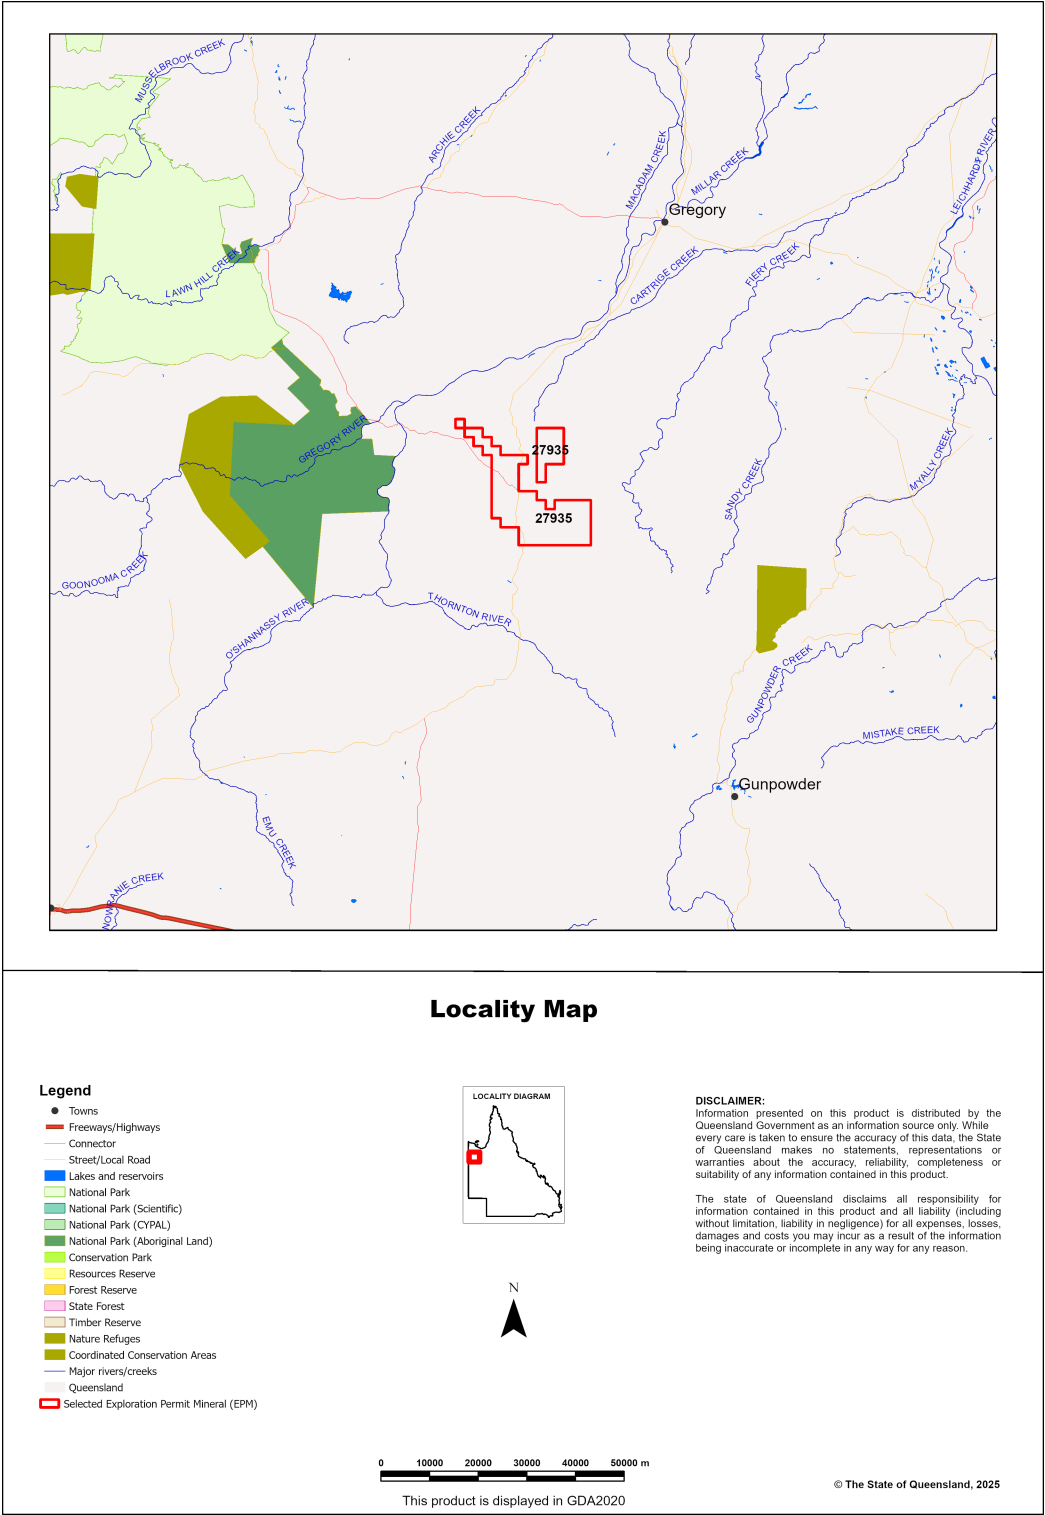 MUSSELBROOK CREEK
ARCHIE CREEK
MACADAM CREEK
MILLAR CREEK
LEICHHARDT RIVER
Gregory
LAWN HILL CREEK
CARTRIGE CREEK
FIERY CREEK
GREGORY RIVER
27935
MYALLY CREEK
SANDY CREEK
27935
GOONOOMA CREEK
THORNTON RIVER
O'SHANNASSY RIVER
GUNPOWDER CREEK
MISTAKE CREEK
Gunpowder
EMU CREEK
NOWRANIE CREEK
Locality Map
Legend
Towns
Freeways/Highways
Connector
Street/Local Road
Lakes and reservoirs
National Park
National Park (Scientific)
National Park (CYPAL)
National Park (Aboriginal Land)
Conservation Park
Resources Reserve
Forest Reserve
State Forest
Timber Reserve
Nature Refuges
Coordinated Conservation Areas
Major rivers/creeks
Queensland
Selected Exploration Permit Mineral (EPM)
LOCALITY DIAGRAM
N
DISCLAIMER:
Information presented on this product is distributed by the
Queensland Government as an information source only. While
every care is taken to ensure the accuracy of this data, the State
of Queensland makes no statements, representations or
warranties about the accuracy, reliability, completeness or
suitability of any information contained in this product.
The state of Queensland disclaims all responsibility for
information contained in this product and all liability (including
without limitation, liability in negligence) for all expenses, losses,
damages and costs you may incur as a result of the information
being inaccurate or incomplete in any way for any reason.
0 10000 20000 30000 40000 50000 m
This product is displayed in GDA2020
© The State of Queensland, 2025